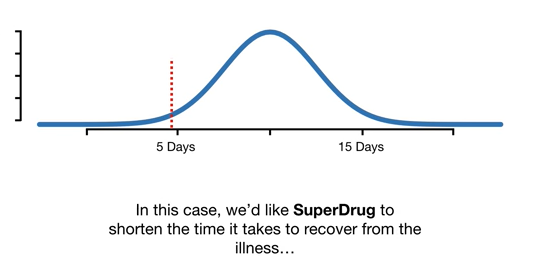 5 Days
15 Days
In this case, we’d like SuperDrug to
shorten the time it takes to recover from the
illness…